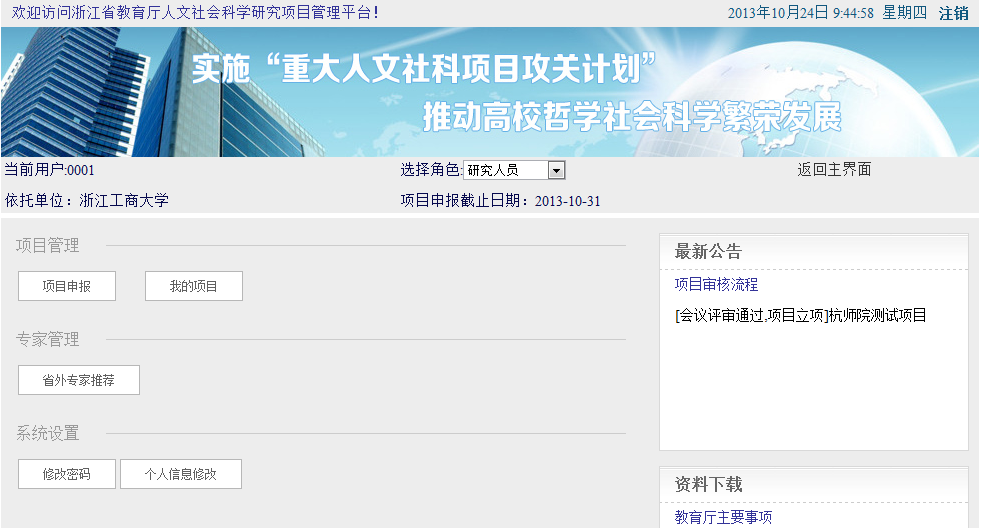 欢迎访问浙江省教育厅人文社会科学研究项目管理平台!
2013年10月24日 9:44:58 星期四 注销
实施“重大人文社科项目攻关计划”
推动高校哲学社会科学繁荣发展
当前用户:0001 选择角色:研究人员 返回主界面
依托单位：浙江工商大学 项目申报截止日期：2013-10-31
项目管理
项目申报 我的项目
专家管理
省外专家推荐
系统设置
修改密码 个人信息修改
最新公告
项目审核流程
[会议评审通过,项目立项]杭师院测试项目
资料下载
教育厅主要事项